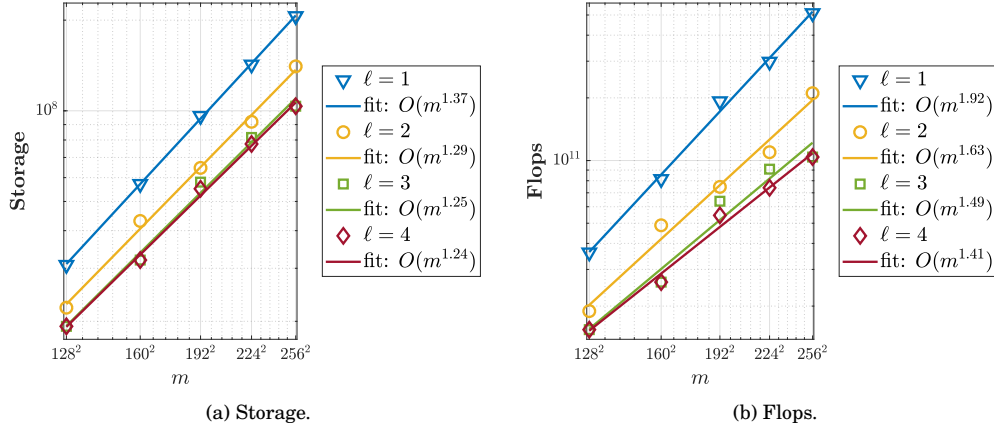 Storage
10^8
128^2
160^2
192^2
224^2
256^2
m
ℓ = 1
fit: O(m^{1.37})
ℓ = 2
fit: O(m^{1.29})
ℓ = 3
fit: O(m^{1.25})
ℓ = 4
fit: O(m^{1.24})
(a) Storage.
Flops
10^{11}
128^2
160^2
192^2
224^2
256^2
m
ℓ = 1
fit: O(m^{1.92})
ℓ = 2
fit: O(m^{1.63})
ℓ = 3
fit: O(m^{1.49})
ℓ = 4
fit: O(m^{1.41})
(b) Flops.